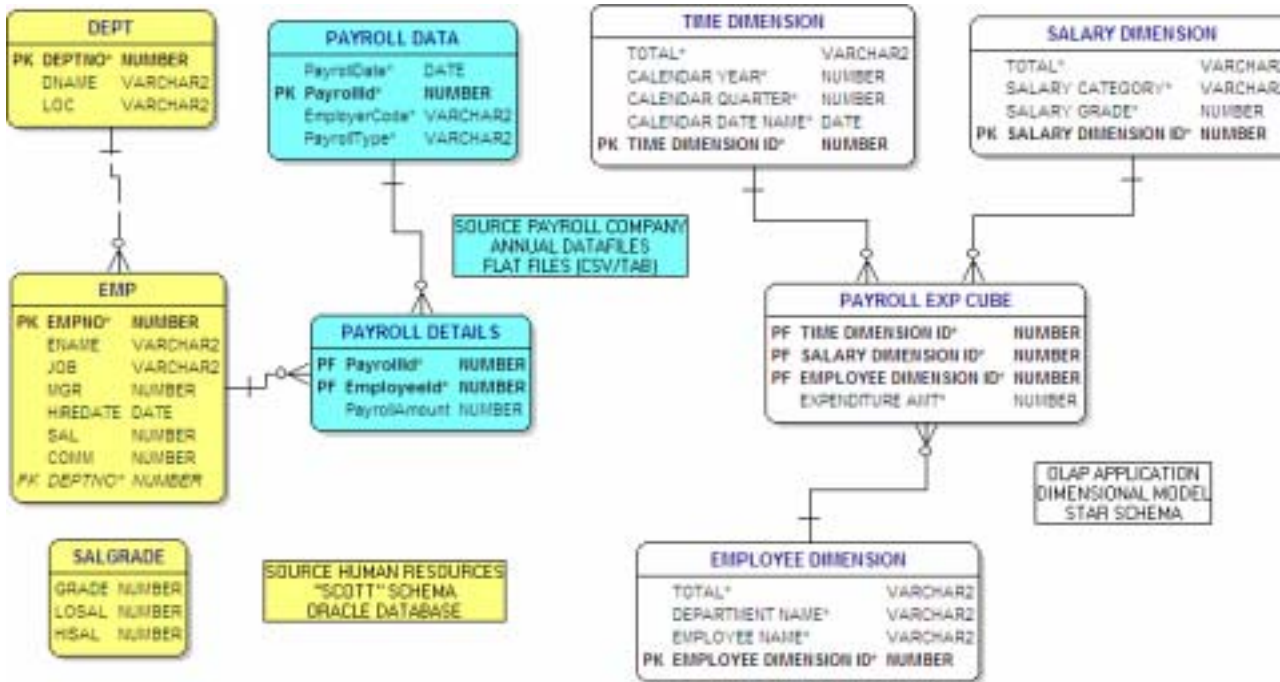 DEPT
PK DEPTNO* NUMBER
DNAME VARCHAR2
LOC VARCHAR2
PAYROLL DATA
PayrolDate* DATE
PK PayrollId* NUMBER
EmployerCode* VARCHAR2
PayrollType* VARCHAR2
TIME DIMENSION
TOTAL* VARCHAR2
CALENDAR YEAR* NUMBER
CALENDAR QUARTER* NUMBER
CALENDAR DATE NAME* DATE
PK TIME DIMENSION ID* NUMBER
SALARY DIMENSION
TOTAL* VARCHAR2
SALARY CATEGORY* VARCHAR
SALARY GRADE* NUMBER
PK SALARY DIMENSION ID* NUMBER
SOURCE PAYROLL COMPANY
ANNUAL DATAFILES
FLAT FILES (CSV/TAB)
EMP
PK EMPNO* NUMBER
ENAME VARCHAR2
JOB VARCHAR2
MGR NUMBER
HIREDATE DATE
SAL NUMBER
COMM NUMBER
FK DEPTNO* NUMBER
PAYROLL DETAILS
PF PayrollId* NUMBER
PF EmployeeId* NUMBER
PayrollAmount NUMBER
PAYROLL EXP CUBE
PF TIME DIMENSION ID* NUMBER
PF SALARY DIMENSION ID* NUMBER
PF EMPLOYEE DIMENSION ID* NUMBER
EXPENDITURE AMT* NUMBER
OLAP APPLICATION
DIMENSIONAL MODEL
STAR SCHEMA
SALGRADE
GRADE NUMBER
LOSAL NUMBER
HISAL NUMBER
SOURCE HUMAN RESOURCES
"SCOTT" SCHEMA
ORACLE DATABASE
EMPLOYEE DIMENSION
TOTAL* VARCHAR2
DEPARTMENT NAME* VARCHAR2
EMPLOYEE NAME* VARCHAR2
PK EMPLOYEE DIMENSION ID* NUMBER